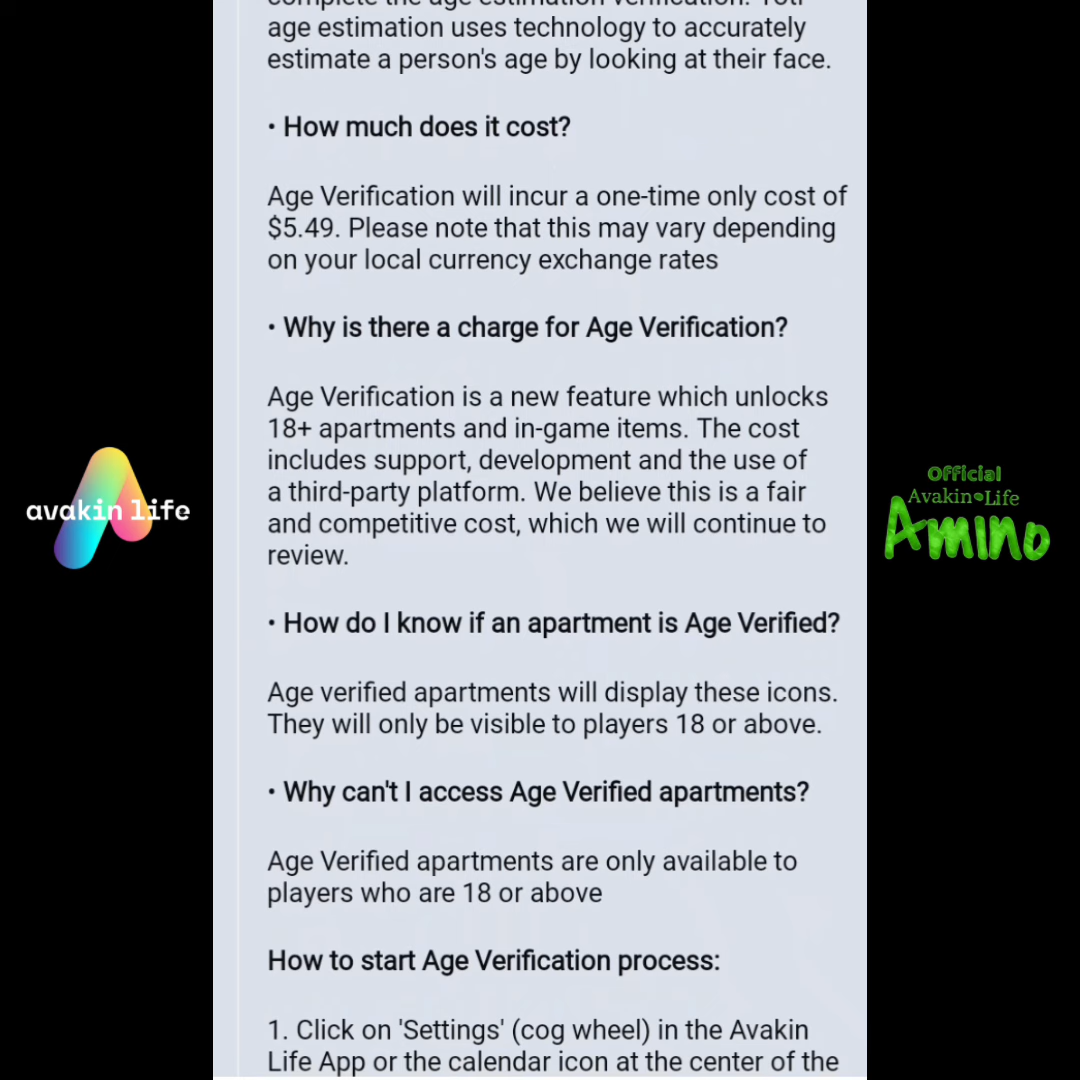 complete the age estimation verification. Yoti
age estimation uses technology to accurately
estimate a person's age by looking at their face.
• How much does it cost?
Age Verification will incur a one-time only cost of
$5.49. Please note that this may vary depending
on your local currency exchange rates
• Why is there a charge for Age Verification?
Age Verification is a new feature which unlocks
18+ apartments and in-game items. The cost
includes support, development and the use of
a third-party platform. We believe this is a fair
and competitive cost, which we will continue to
review.
• How do I know if an apartment is Age Verified?
Age verified apartments will display these icons.
They will only be visible to players 18 or above.
• Why can't I access Age Verified apartments?
Age Verified apartments are only available to
players who are 18 or above
How to start Age Verification process:
1. Click on 'Settings' (cog wheel) in the Avakin
Life App or the calendar icon at the center of the
avakin life
Official
Avakin Life
Amino